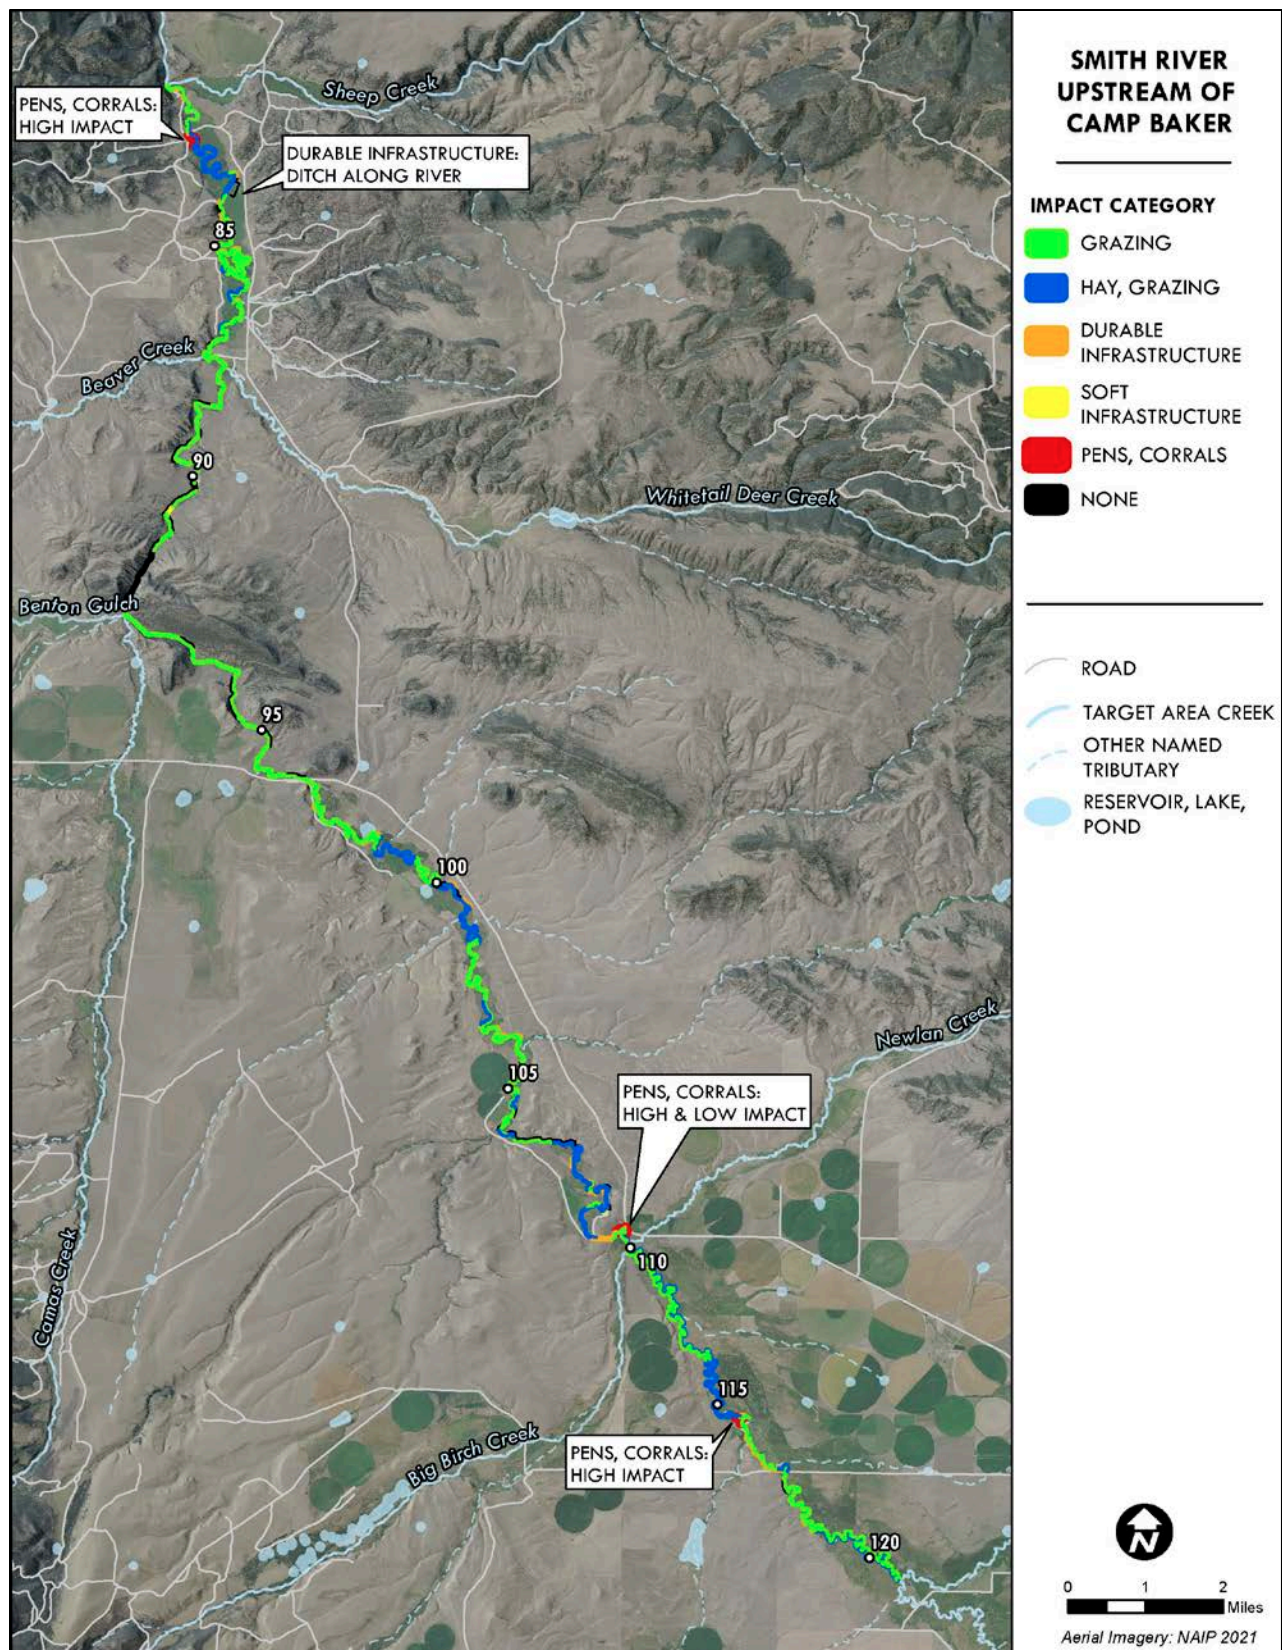 Sheep Creek
PENS, CORRALS:
HIGH IMPACT
DURABLE INFRASTRUCTURE:
DITCH ALONG RIVER
85
Beaver Creek
90
Whitetail Deer Creek
Benton Gulch
95
100
Newlan Creek
105
PENS, CORRALS:
HIGH & LOW IMPACT
110
Camas Creek
115
PENS, CORRALS:
HIGH IMPACT
Big Birch Creek
120
SMITH RIVER
UPSTREAM OF
CAMP BAKER
IMPACT CATEGORY
GRAZING
HAY, GRAZING
DURABLE
INFRASTRUCTURE
SOFT
INFRASTRUCTURE
PENS, CORRALS
NONE
ROAD
TARGET AREA CREEK
OTHER NAMED
TRIBUTARY
RESERVOIR, LAKE,
POND
N
0 1 2
Miles
Aerial Imagery: NAIP 2021